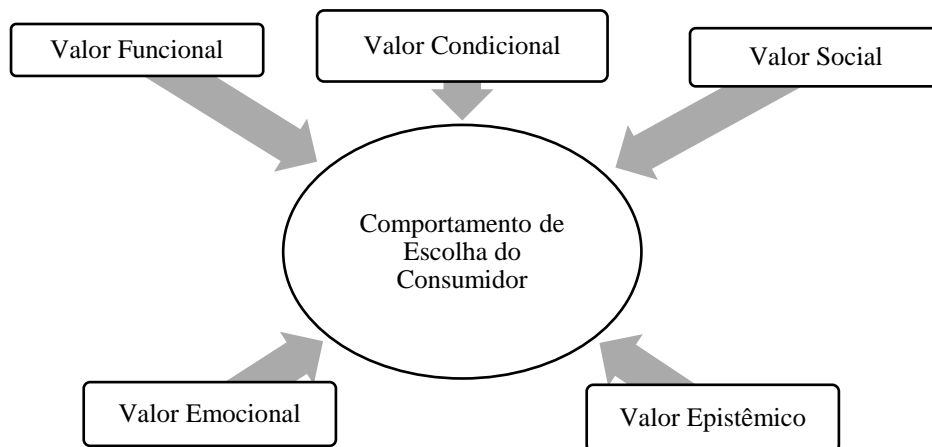 Valor Funcional
Valor Condicional
Valor Social
Comportamento de
Escolha do
Consumidor
Valor Emocional
Valor Epistêmico